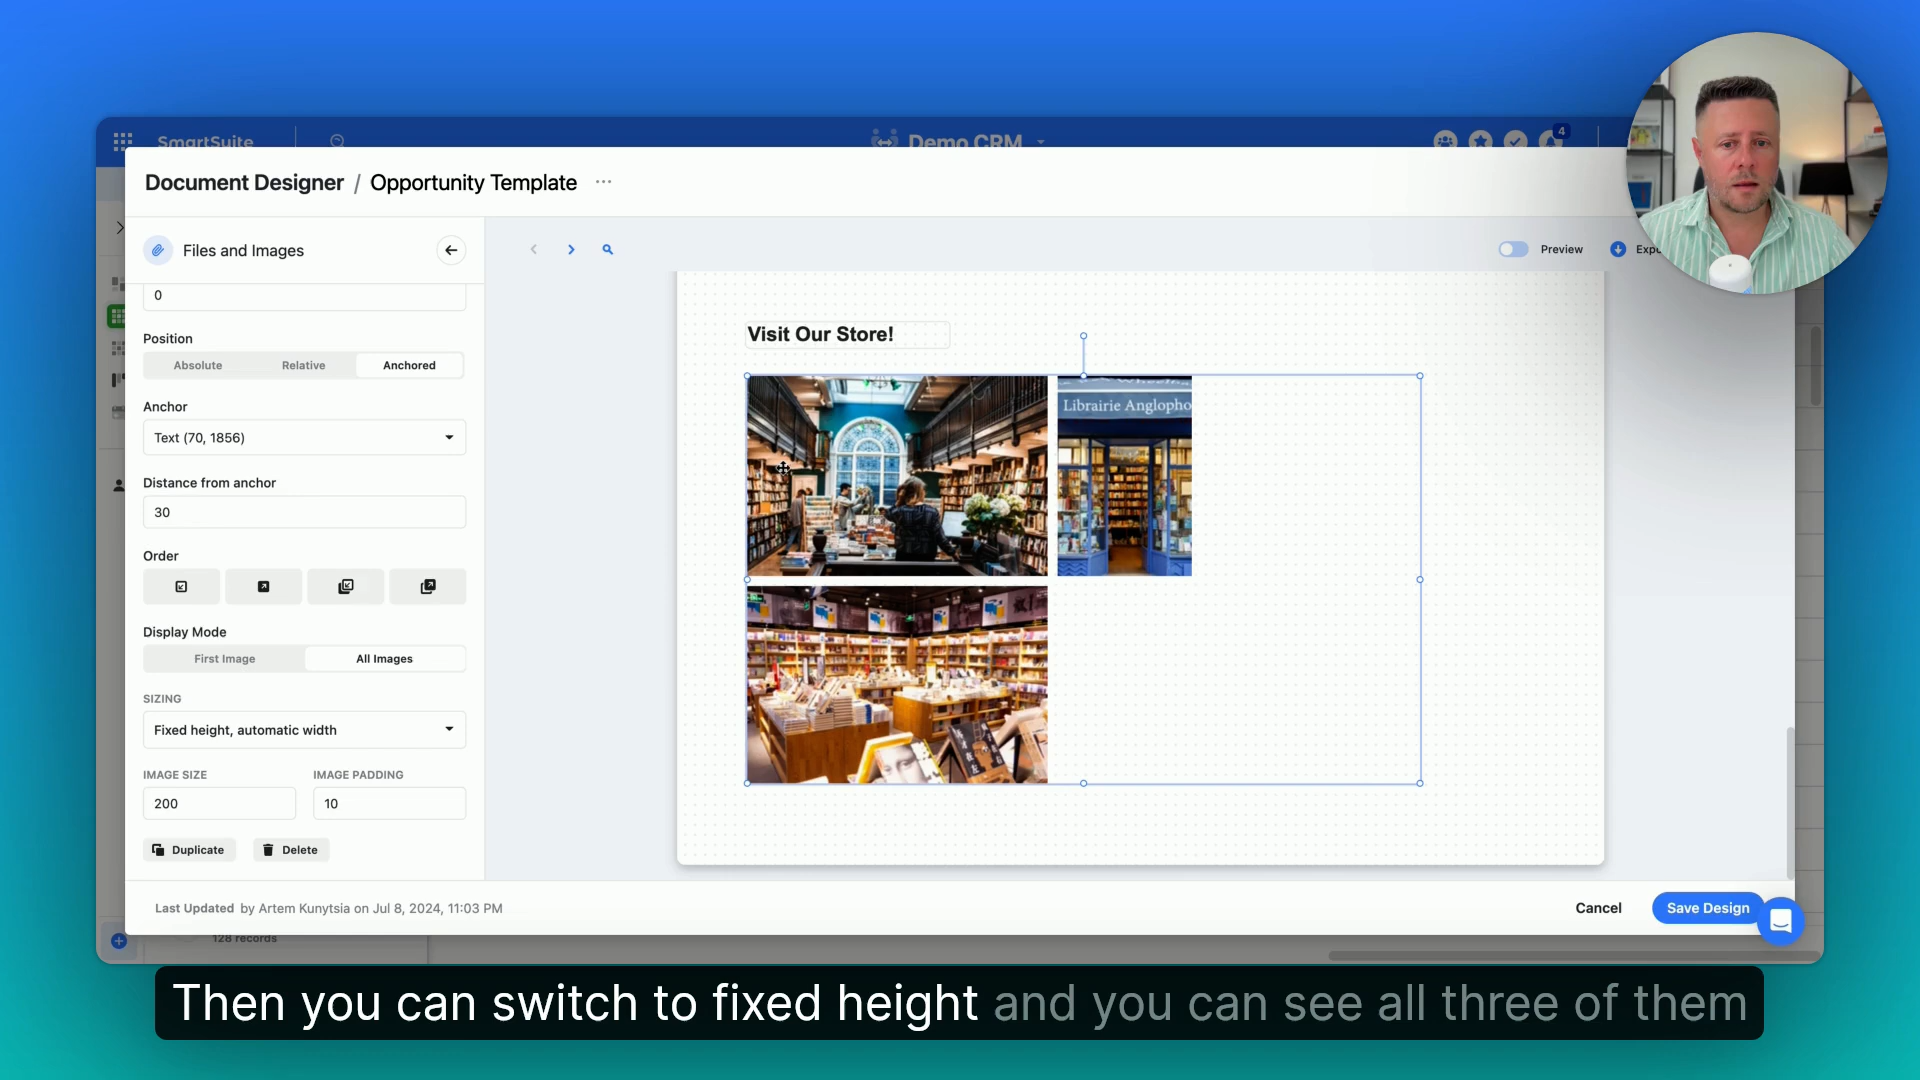 SmartSuite
Demo CRM
4
Document Designer / Opportunity Template ...
Files and Images
Preview
0
Position
Absolute Relative Anchored
Anchor
Text (70, 1856)
Distance from anchor
30
Order
Display Mode
First Image All Images
SIZING
Fixed height, automatic width
IMAGE SIZE IMAGE PADDING
200 10
Duplicate Delete
Visit Our Store!
Librairie Anglopho
Last Updated by Artem Kunytsia on Jul 8, 2024, 11:03 PM
Cancel Save Design
128 records
Then you can switch to fixed height and you can see all three of them